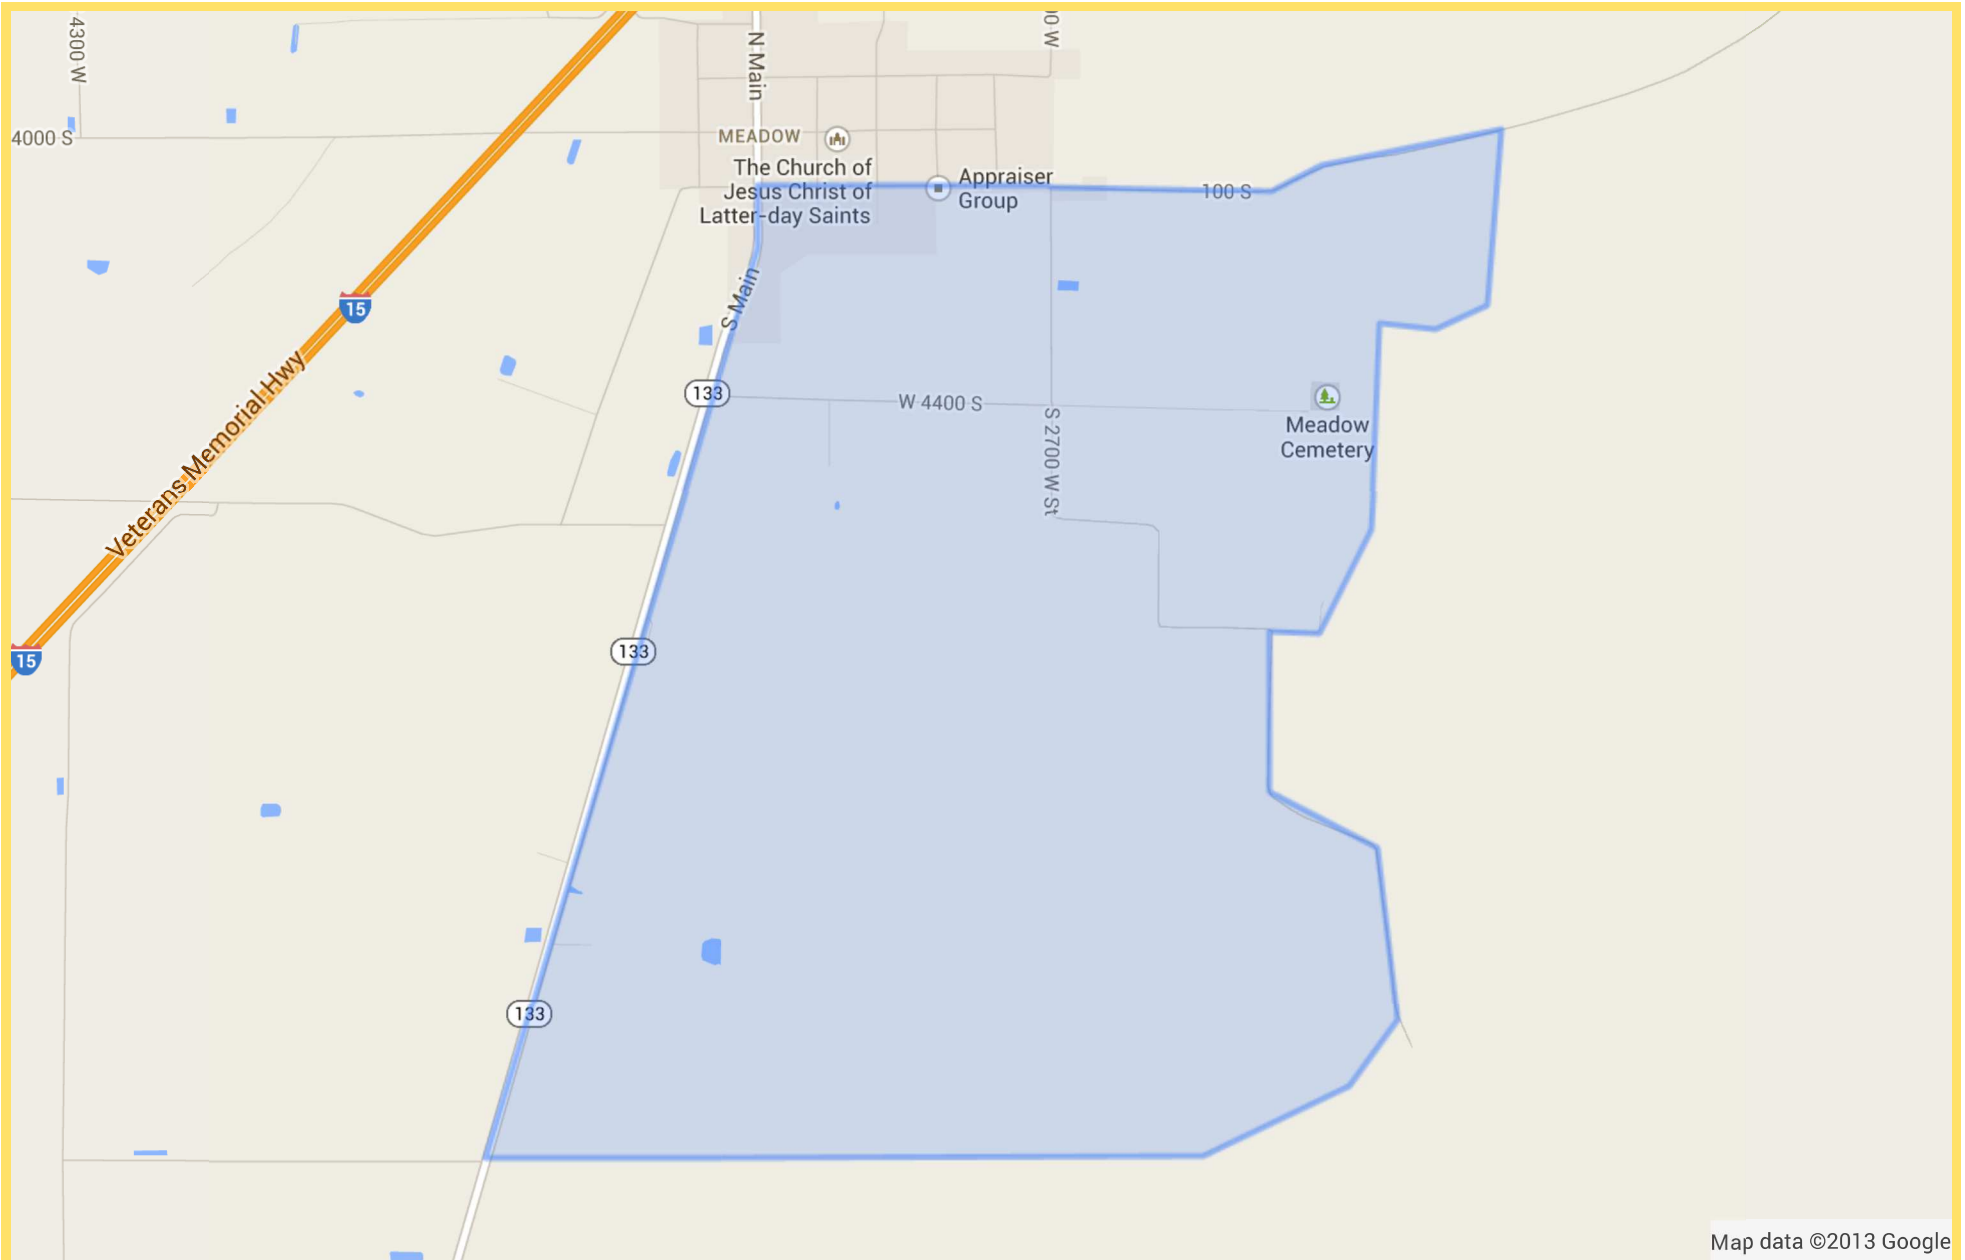 4300 W
N Main
00 W
4000 S
MEADOW
The Church of
Jesus Christ of
Latter-day Saints
Appraiser
Group
100 S
S Main
15
Veterans Memorial Hwy
133
W 4400 S
S 2700 W St
Meadow
Cemetery
15
133
133
Map data ©2013 Google